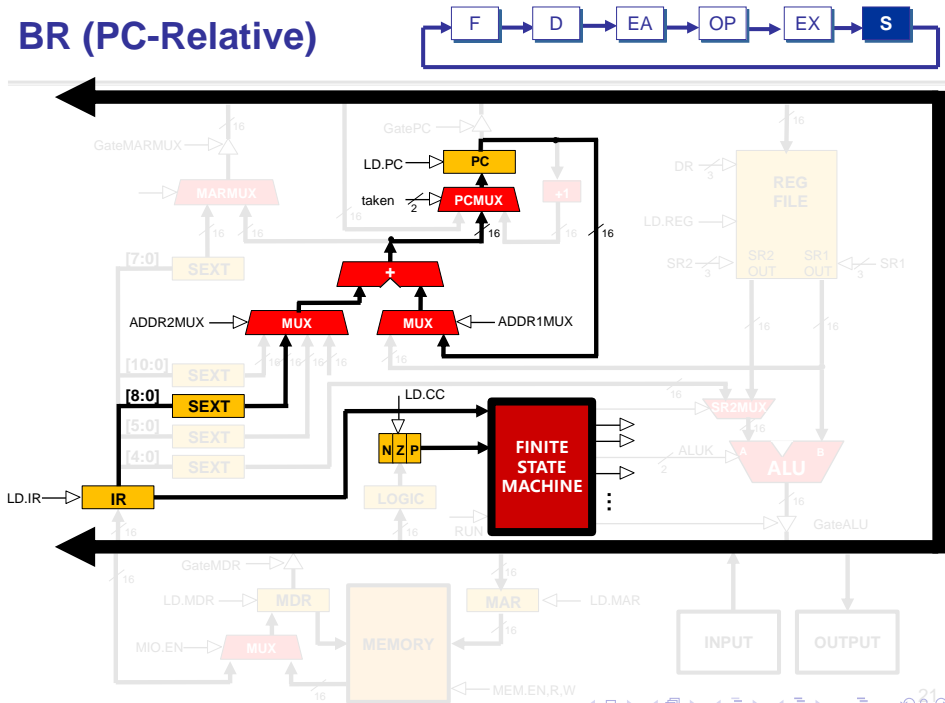 BR (PC-Relative)
F D EA OP EX S
16 16 16
GateMARMUX
GatePC
LD.PC
PC
DR
3
REG
FILE
MARMUX
taken
2
PCMUX
+1
LD.REG
16 16 16 16 16
[7:0]
SEXT
+
SR2
3
SR2
OUT
SR1
OUT
3
SR1
ADDR2MUX
MUX
MUX
ADDR1MUX
16 16
[10:0]
SEXT
16 16 16 16
[8:0]
SEXT
LD.CC
16
SR2MUX
[5:0]
SEXT
N Z P
FINITE
STATE
MACHINE
16
ALUK
2
A B
ALU
[4:0]
SEXT
LD.IR
IR
LOGIC
16 16
RUN
16
GateALU
16
GateMDR
16
LD.MDR
MDR
MAR
LD.MAR
16
MIO.EN
MUX
MEMORY
INPUT
OUTPUT
16
MEM.EN,R,W
21